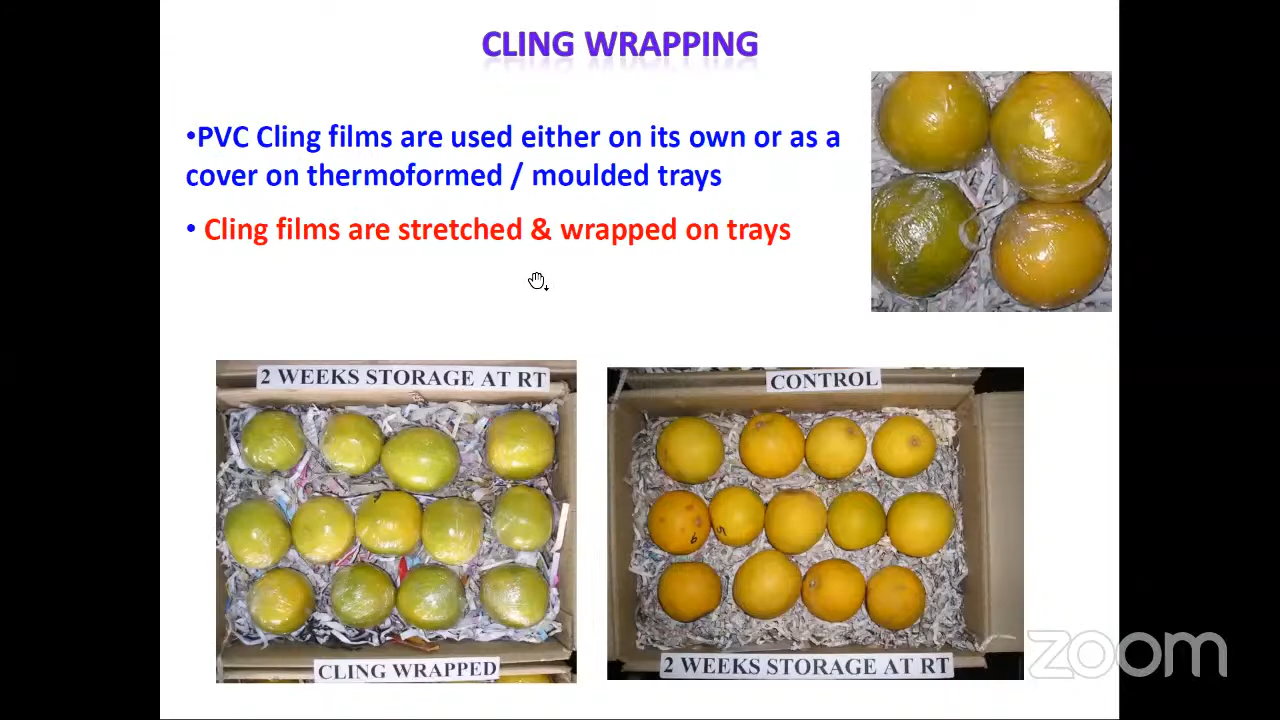 CLING WRAPPING
•PVC Cling films are used either on its own or as a
cover on thermoformed / moulded trays
• Cling films are stretched & wrapped on trays
2 WEEKS STORAGE AT RT
CLING WRAPPED
CONTROL
6
5
2 WEEKS STORAGE AT RT
zoom